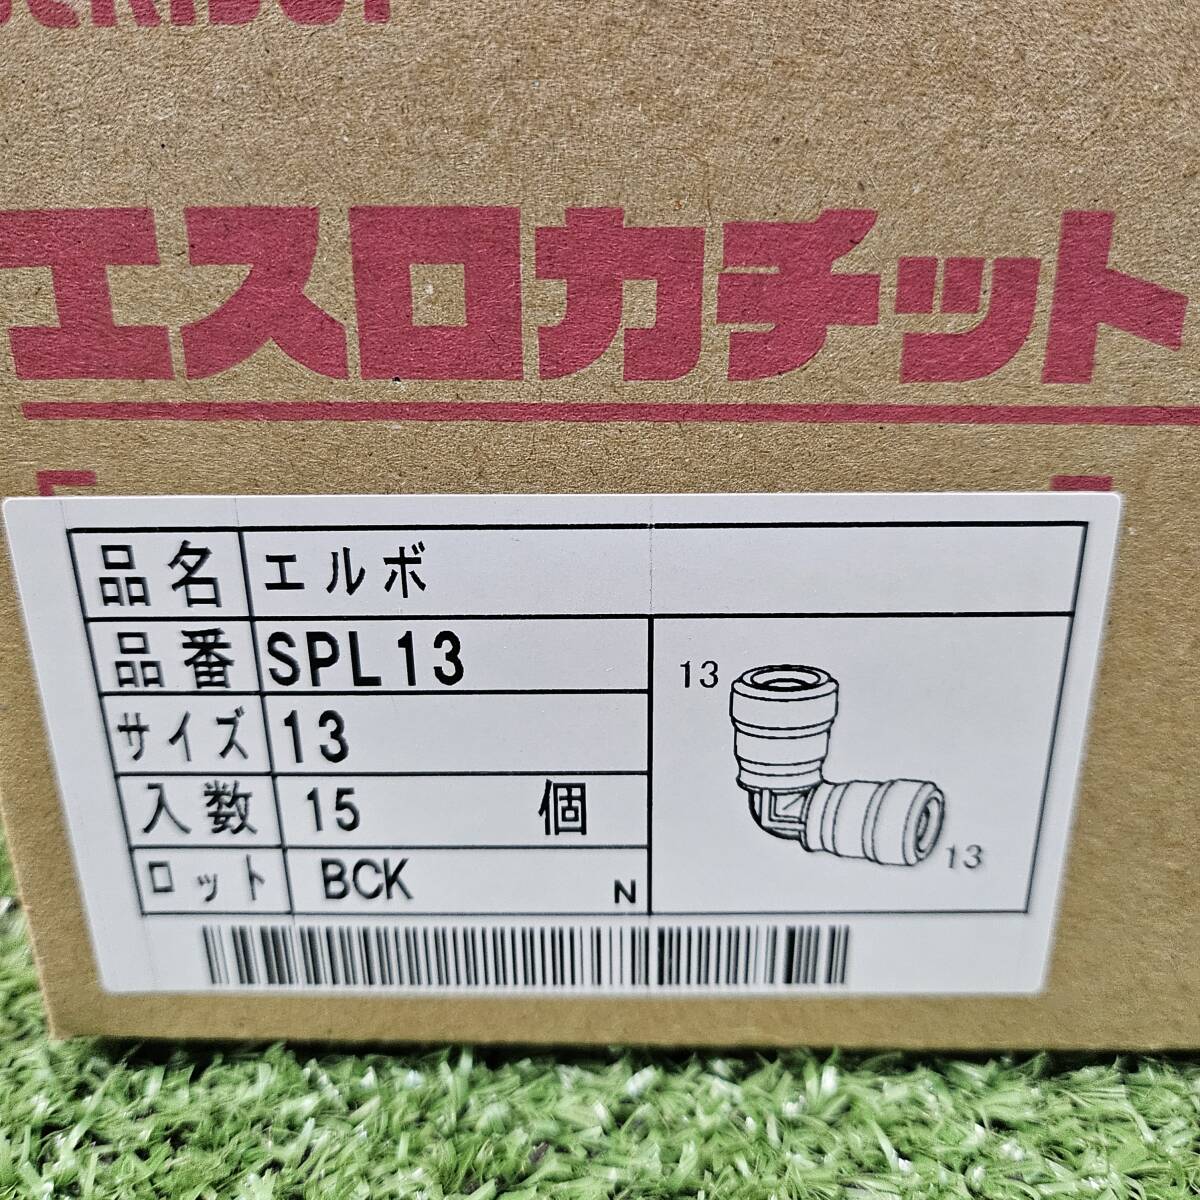 エスロカチット
品名 エルボ
品番 SPL13
サイズ 13
入数 15 個
ロット BCK N
13
13